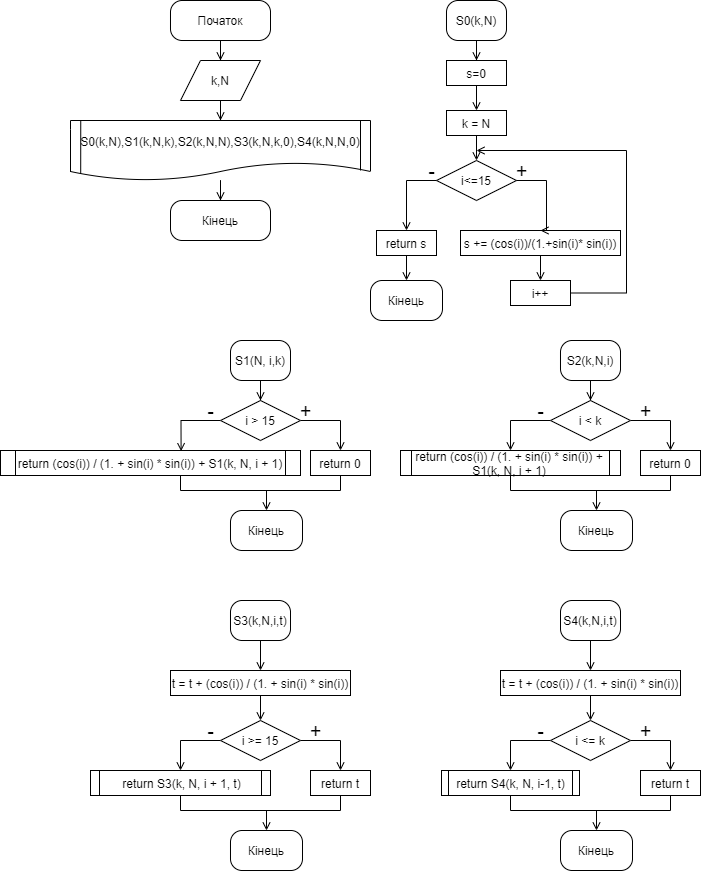 Початок
k,N
S0(k,N),S1(k,N,k),S2(k,N,N),S3(k,N,k,0),S4(k,N,N,0)
Кінець
S0(k,N)
s=0
k = N
i<=15
-
+
return s
s += (cos(i))/(1.+sin(i)* sin(i))
i++
Кінець
S1(N, i,k)
i > 15
-
+
return (cos(i)) / (1. + sin(i) * sin(i)) + S1(k, N, i + 1)
return 0
Кінець
S2(k,N,i)
i < k
-
+
return (cos(i)) / (1. + sin(i) * sin(i)) +
S1(k, N, i + 1)
return 0
Кінець
S3(k,N,i,t)
t = t + (cos(i)) / (1. + sin(i) * sin(i))
i >= 15
-
+
return S3(k, N, i + 1, t)
return t
Кінець
S4(k,N,i,t)
t = t + (cos(i)) / (1. + sin(i) * sin(i))
i <= k
-
+
return S4(k, N, i-1, t)
return t
Кінець